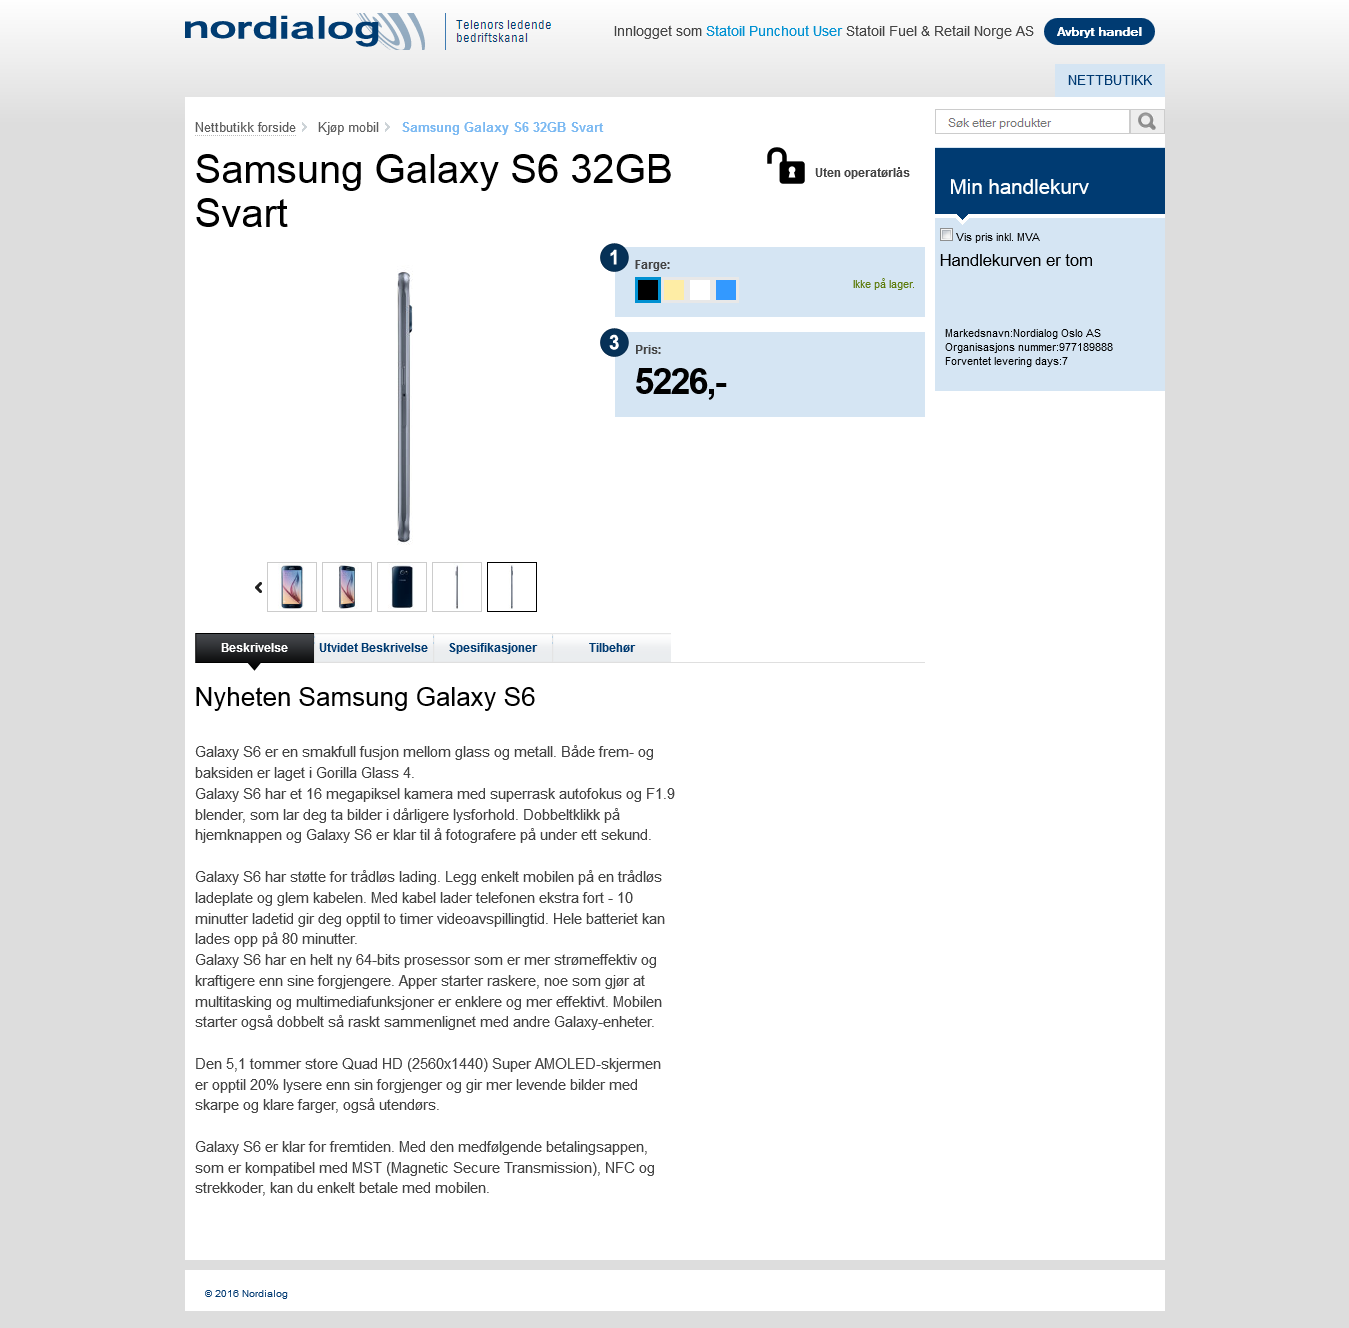 nordialog
Telenors ledende
bedriftskanal
Innlogget som Statoil Punchout User Statoil Fuel & Retail Norge AS
Avbryt handel
NETTBUTIKK
Nettbutikk forside
Kjøp mobil
Samsung Galaxy S6 32GB Svart
Søk etter produkter
Samsung Galaxy S6 32GB
Svart
Uten operatørlås
Min handlekurv
Vis pris inkl. MVA
Handlekurven er tom
Markedsnavn:Nordialog Oslo AS
Organisasjons nummer:977189888
Forventet levering days:7
1
Farge:
Ikke på lager.
3
Pris:
5226,-
Beskrivelse
Utvidet Beskrivelse
Spesifikasjoner
Tilbehør
Nyheten Samsung Galaxy S6
Galaxy S6 er en smakfull fusjon mellom glass og metall. Både frem- og
baksiden er laget i Gorilla Glass 4.
Galaxy S6 har et 16 megapiksel kamera med superrask autofokus og F1.9
blender, som lar deg ta bilder i dårligere lysforhold. Dobbeltklikk på
hjemknappen og Galaxy S6 er klar til å fotografere på under ett sekund.
Galaxy S6 har støtte for trådløs lading. Legg enkelt mobilen på en trådløs
ladeplate og glem kabelen. Med kabel lader telefonen ekstra fort - 10
minutter ladetid gir deg opptil to timer videoavspillingtid. Hele batteriet kan
lades opp på 80 minutter.
Galaxy S6 har en helt ny 64-bits prosessor som er mer strømeffektiv og
kraftigere enn sine forgjengere. Apper starter raskere, noe som gjør at
multitasking og multimediafunksjoner er enklere og mer effektivt. Mobilen
starter også dobbelt så raskt sammenlignet med andre Galaxy-enheter.
Den 5,1 tommer store Quad HD (2560x1440) Super AMOLED-skjermen
er opptil 20% lysere enn sin forgjenger og gir mer levende bilder med
skarpe og klare farger, også utendørs.
Galaxy S6 er klar for fremtiden. Med den medfølgende betalingsappen,
som er kompatibel med MST (Magnetic Secure Transmission), NFC og
strekkoder, kan du enkelt betale med mobilen.
© 2016 Nordialog